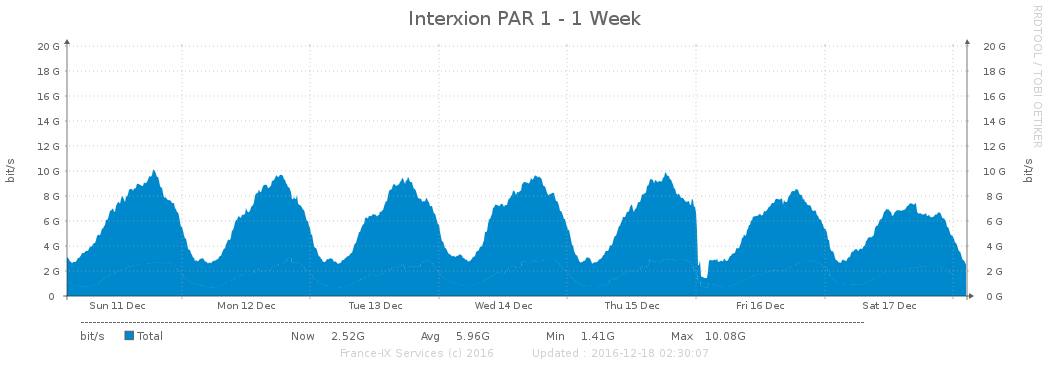 Interxion PAR 1 - 1 Week
RRDTOOL / TOBI OETIKER
bit/s
20 G 20 G
18 G 18 G
16 G 16 G
14 G 14 G
12 G 12 G
10 G 10 G
8 G 8 G
6 G 6 G
4 G 4 G
2 G 2 G
0 0 G
bit/s
Sun 11 Dec Mon 12 Dec Tue 13 Dec Wed 14 Dec Thu 15 Dec Fri 16 Dec Sat 17 Dec
bit/s Total Now 2.52G Avg 5.96G Min 1.41G Max 10.08G
France-IX Services (c) 2016 Updated : 2016-12-18 02:30:07